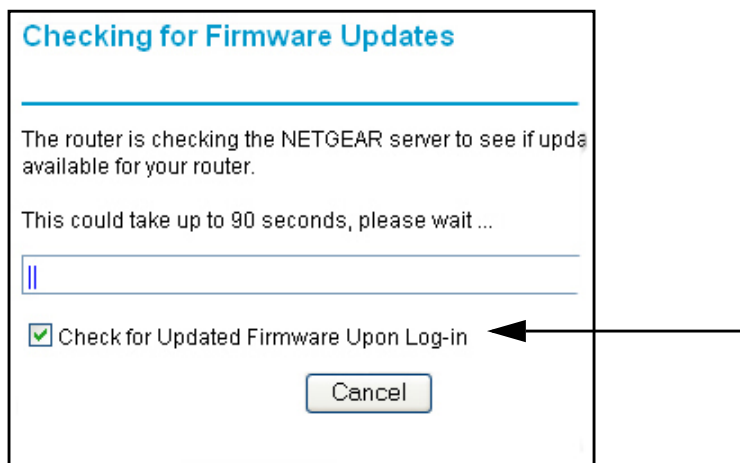 Checking for Firmware Updates
The router is checking the NETGEAR server to see if upda
available for your router.
This could take up to 90 seconds, please wait ...
Check for Updated Firmware Upon Log-in
Cancel